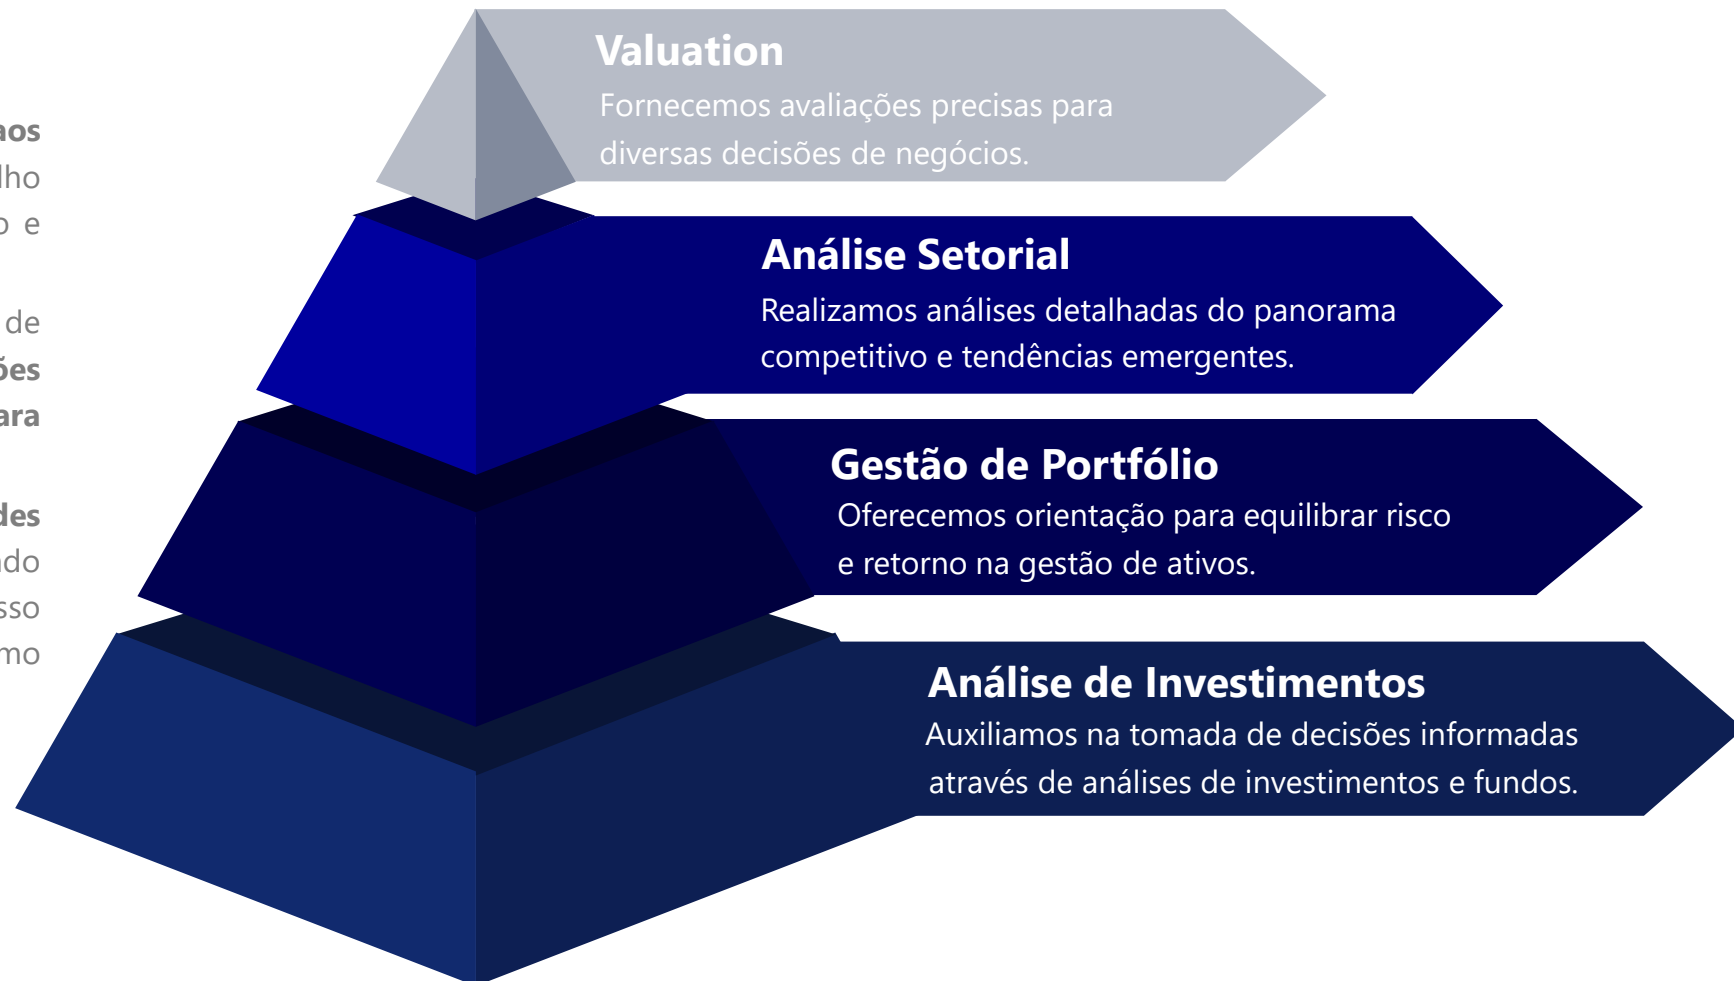 aos
e
de
Valuation
Fornecemos avaliações precisas para
diversas decisões de negócios.
Análise Setorial
Realizamos análises detalhadas do panorama
competitivo e tendências emergentes.
Gestão de Portfólio
Oferecemos orientação para equilibrar risco
e retorno na gestão de ativos.
Análise de Investimentos
Auxiliamos na tomada de decisões informadas
através de análises de investimentos e fundos.